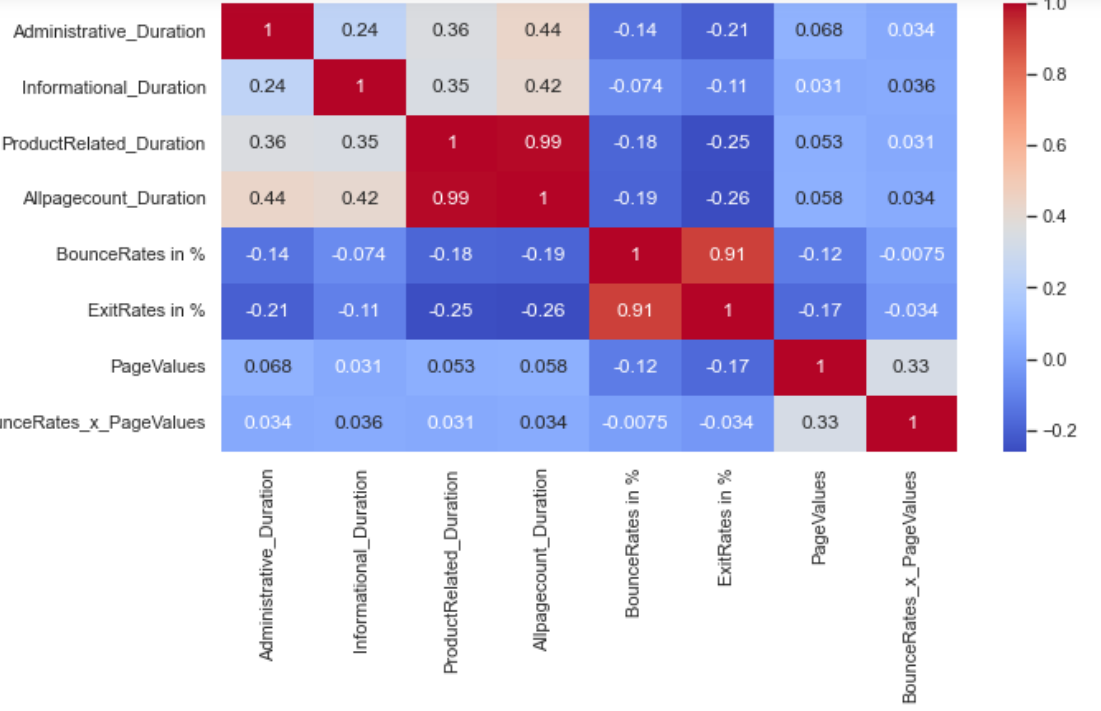 Administrative_Duration 1 0.24 0.36 0.44 -0.14 -0.21 0.068 0.034
Informational_Duration 0.24 1 0.35 0.42 -0.074 -0.11 0.031 0.036
ProductRelated_Duration 0.36 0.35 1 0.99 -0.18 -0.25 0.053 0.031
Allpagecount_Duration 0.44 0.42 0.99 1 -0.19 -0.26 0.058 0.034
BounceRates in % -0.14 -0.074 -0.18 -0.19 1 0.91 -0.12 -0.0075
ExitRates in % -0.21 -0.11 -0.25 -0.26 0.91 1 -0.17 -0.034
PageValues 0.068 0.031 0.053 0.058 -0.12 -0.17 1 0.33
unceRates_x_PageValues 0.034 0.036 0.031 0.034 -0.0075 -0.034 0.33 1
Administrative_Duration
Informational_Duration
ProductRelated_Duration
Allpagecount_Duration
BounceRates in %
ExitRates in %
PageValues
BounceRates_x_PageValues
1.0
0.8
0.6
0.4
0.2
0.0
−0.2